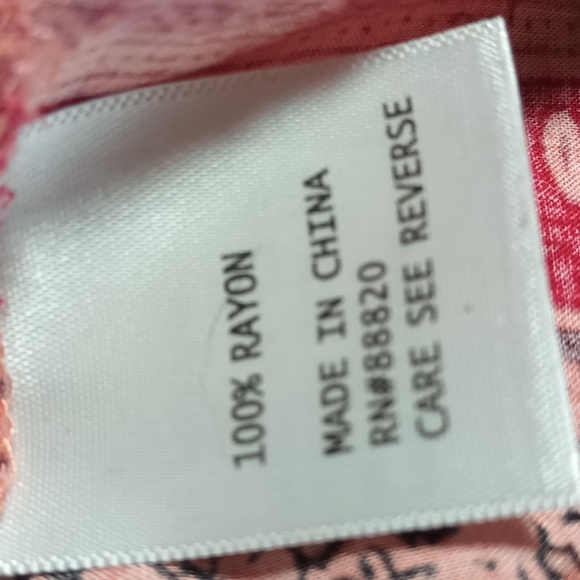 100% RAYON
MADE IN CHINA
RN#88820
CARE SEE REVERSE